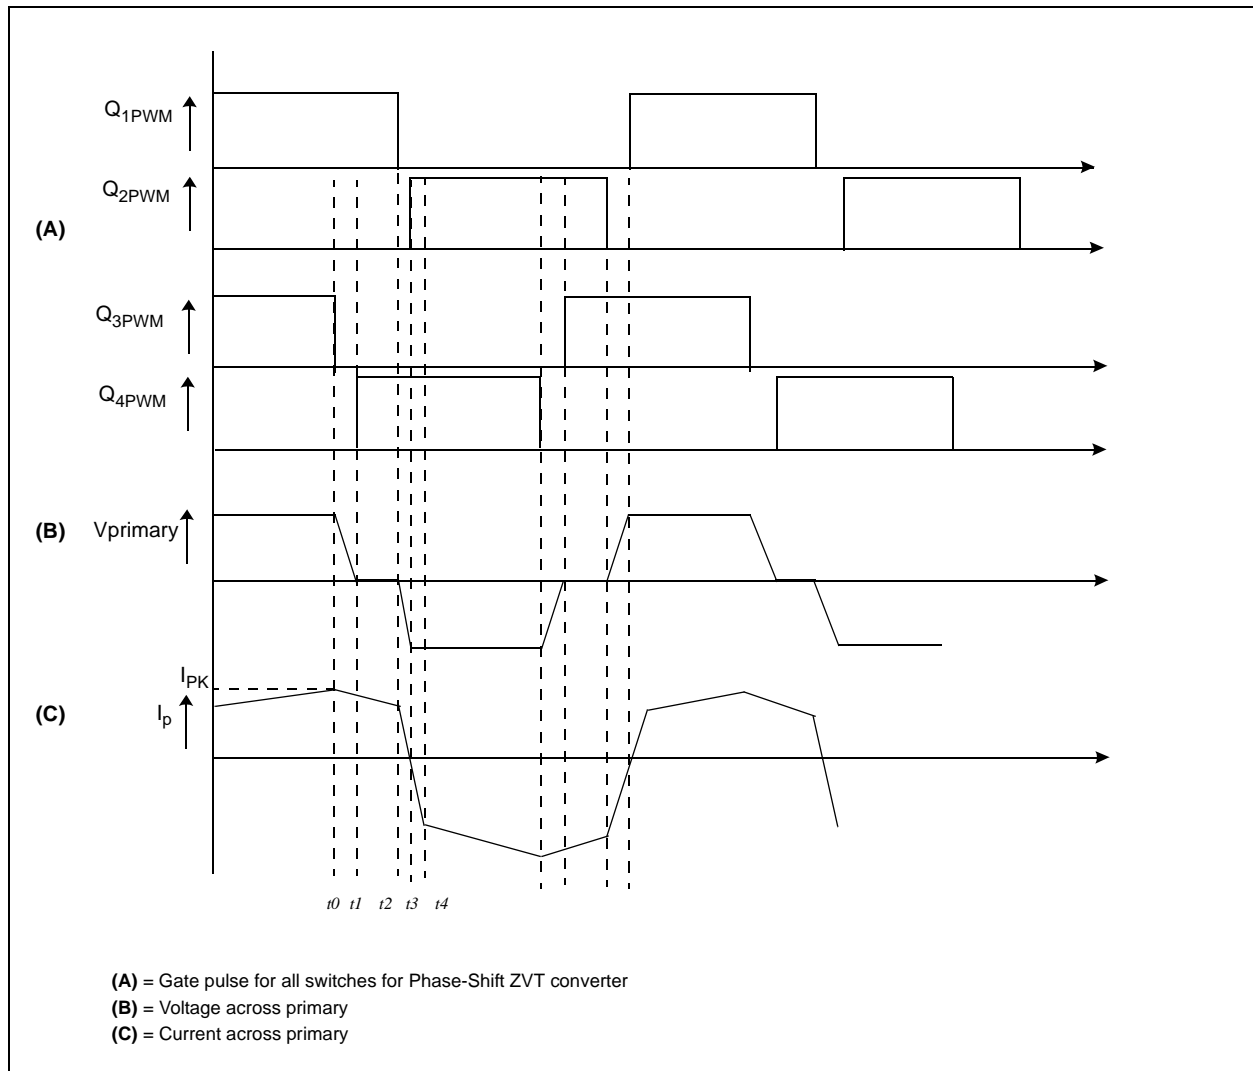 Q1PWM
Q2PWM
(A)
Q3PWM
Q4PWM
(B) Vprimary
IPK
(C) Ip
t0 t1 t2 t3 t4
(A) = Gate pulse for all switches for Phase-Shift ZVT converter
(B) = Voltage across primary
(C) = Current across primary